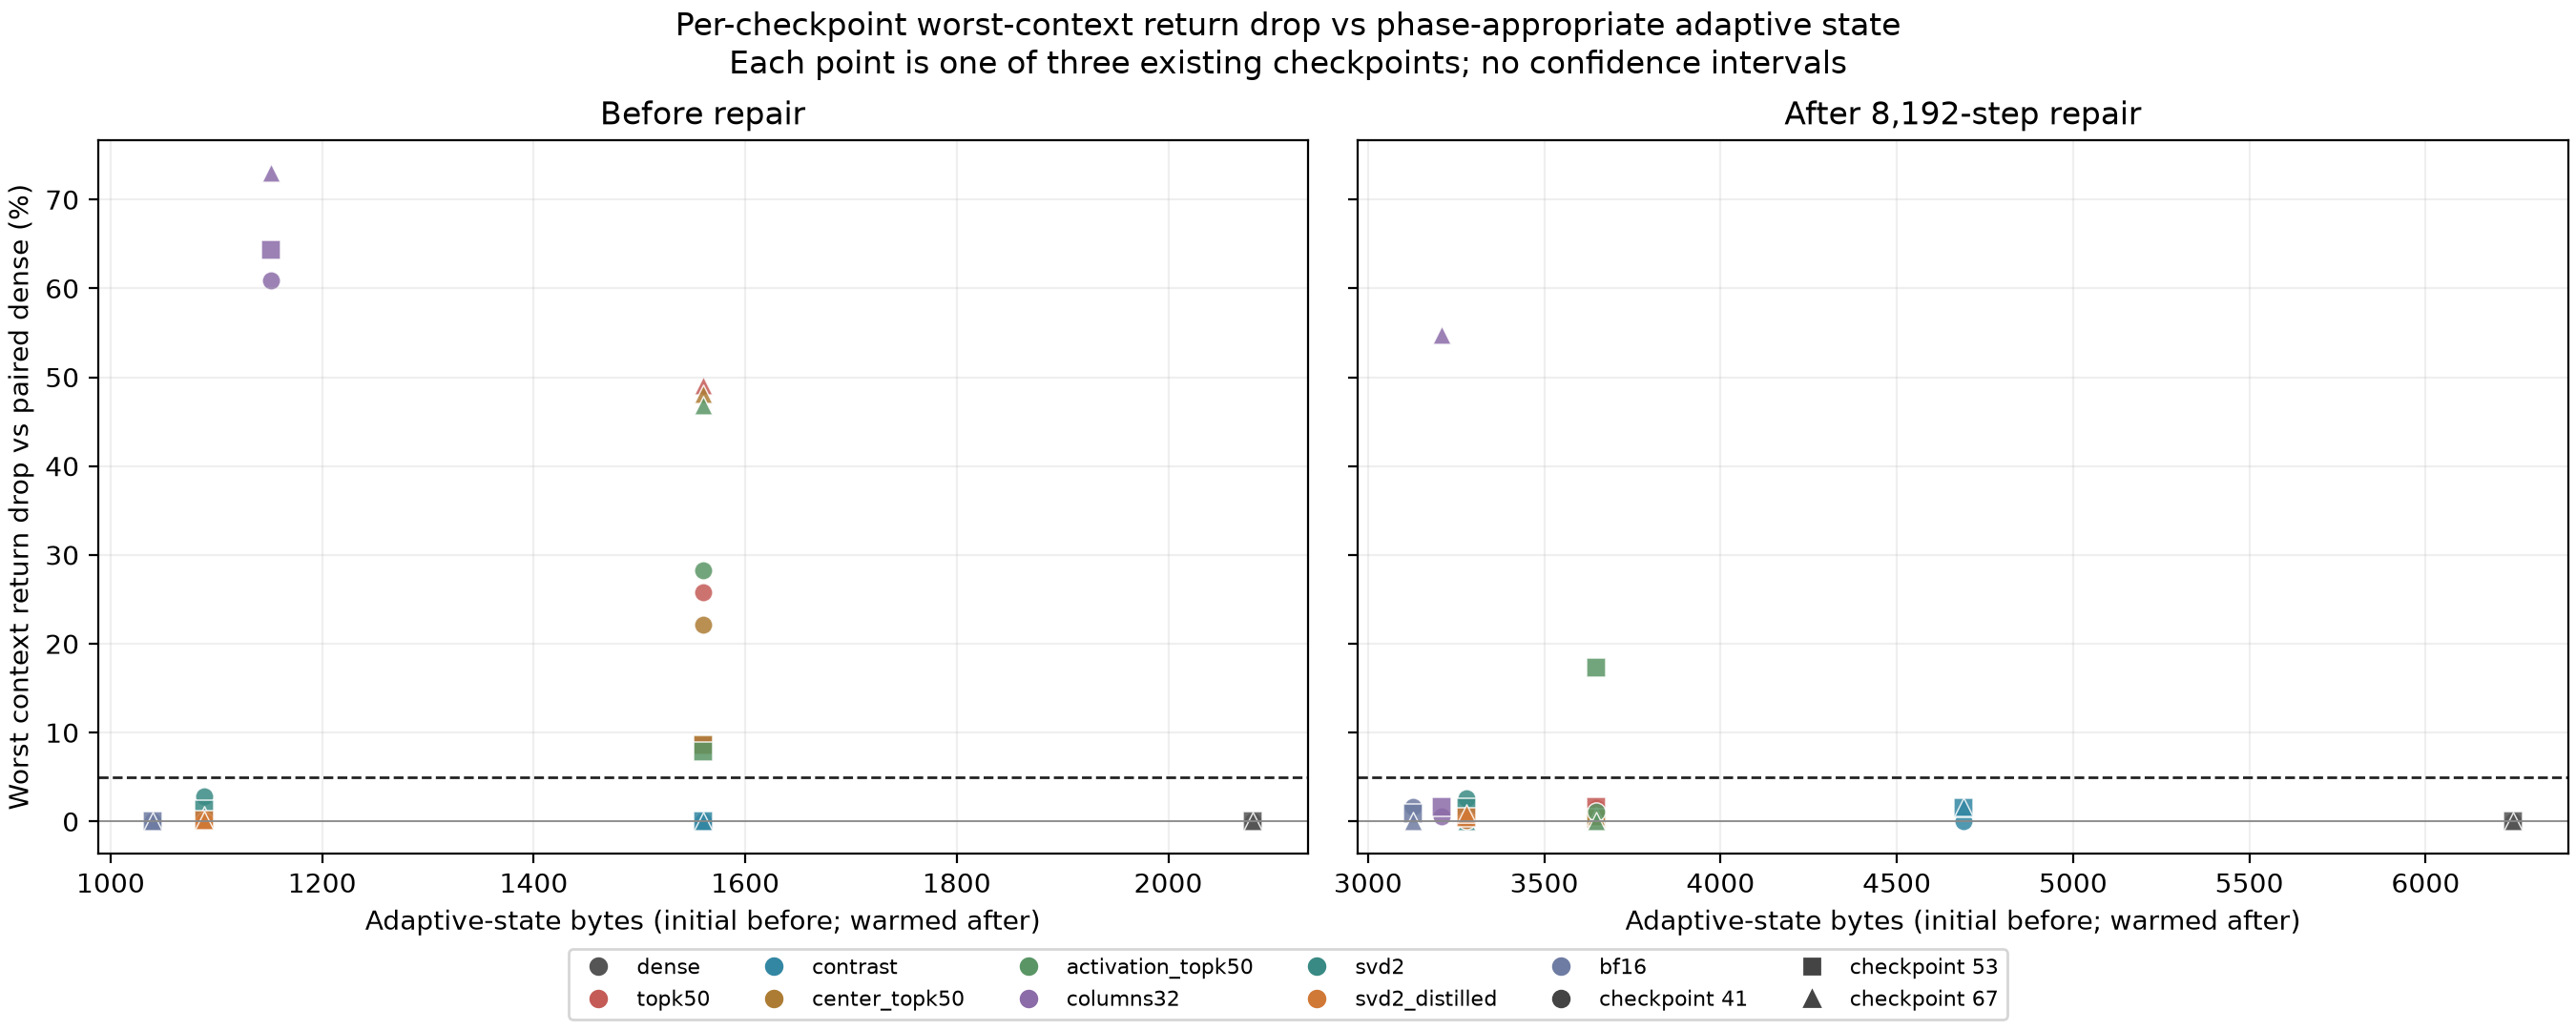 Per-checkpoint worst-context return drop vs phase-appropriate adaptive state
Each point is one of three existing checkpoints; no confidence intervals
Before repair
After 8,192-step repair
Worst context return drop vs paired dense (%)
70
60
50
40
30
20
10
0
1000 1200 1400 1600 1800 2000
3000 3500 4000 4500 5000 5500 6000
Adaptive-state bytes (initial before; warmed after)
Adaptive-state bytes (initial before; warmed after)
dense contrast activation_topk50 svd2 bf16 checkpoint 53
topk50 center_topk50 columns32 svd2_distilled checkpoint 41 checkpoint 67